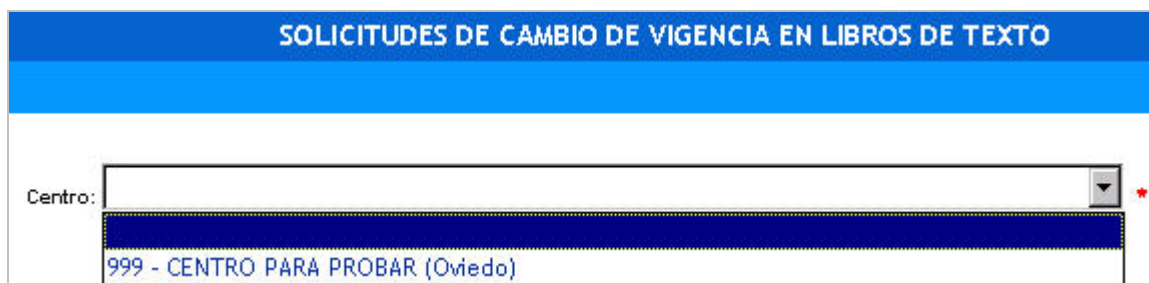 SOLICITUDES DE CAMBIO DE VIGENCIA EN LIBROS DE TEXTO
Centro: *
999 - CENTRO PARA PROBAR (Oviedo)